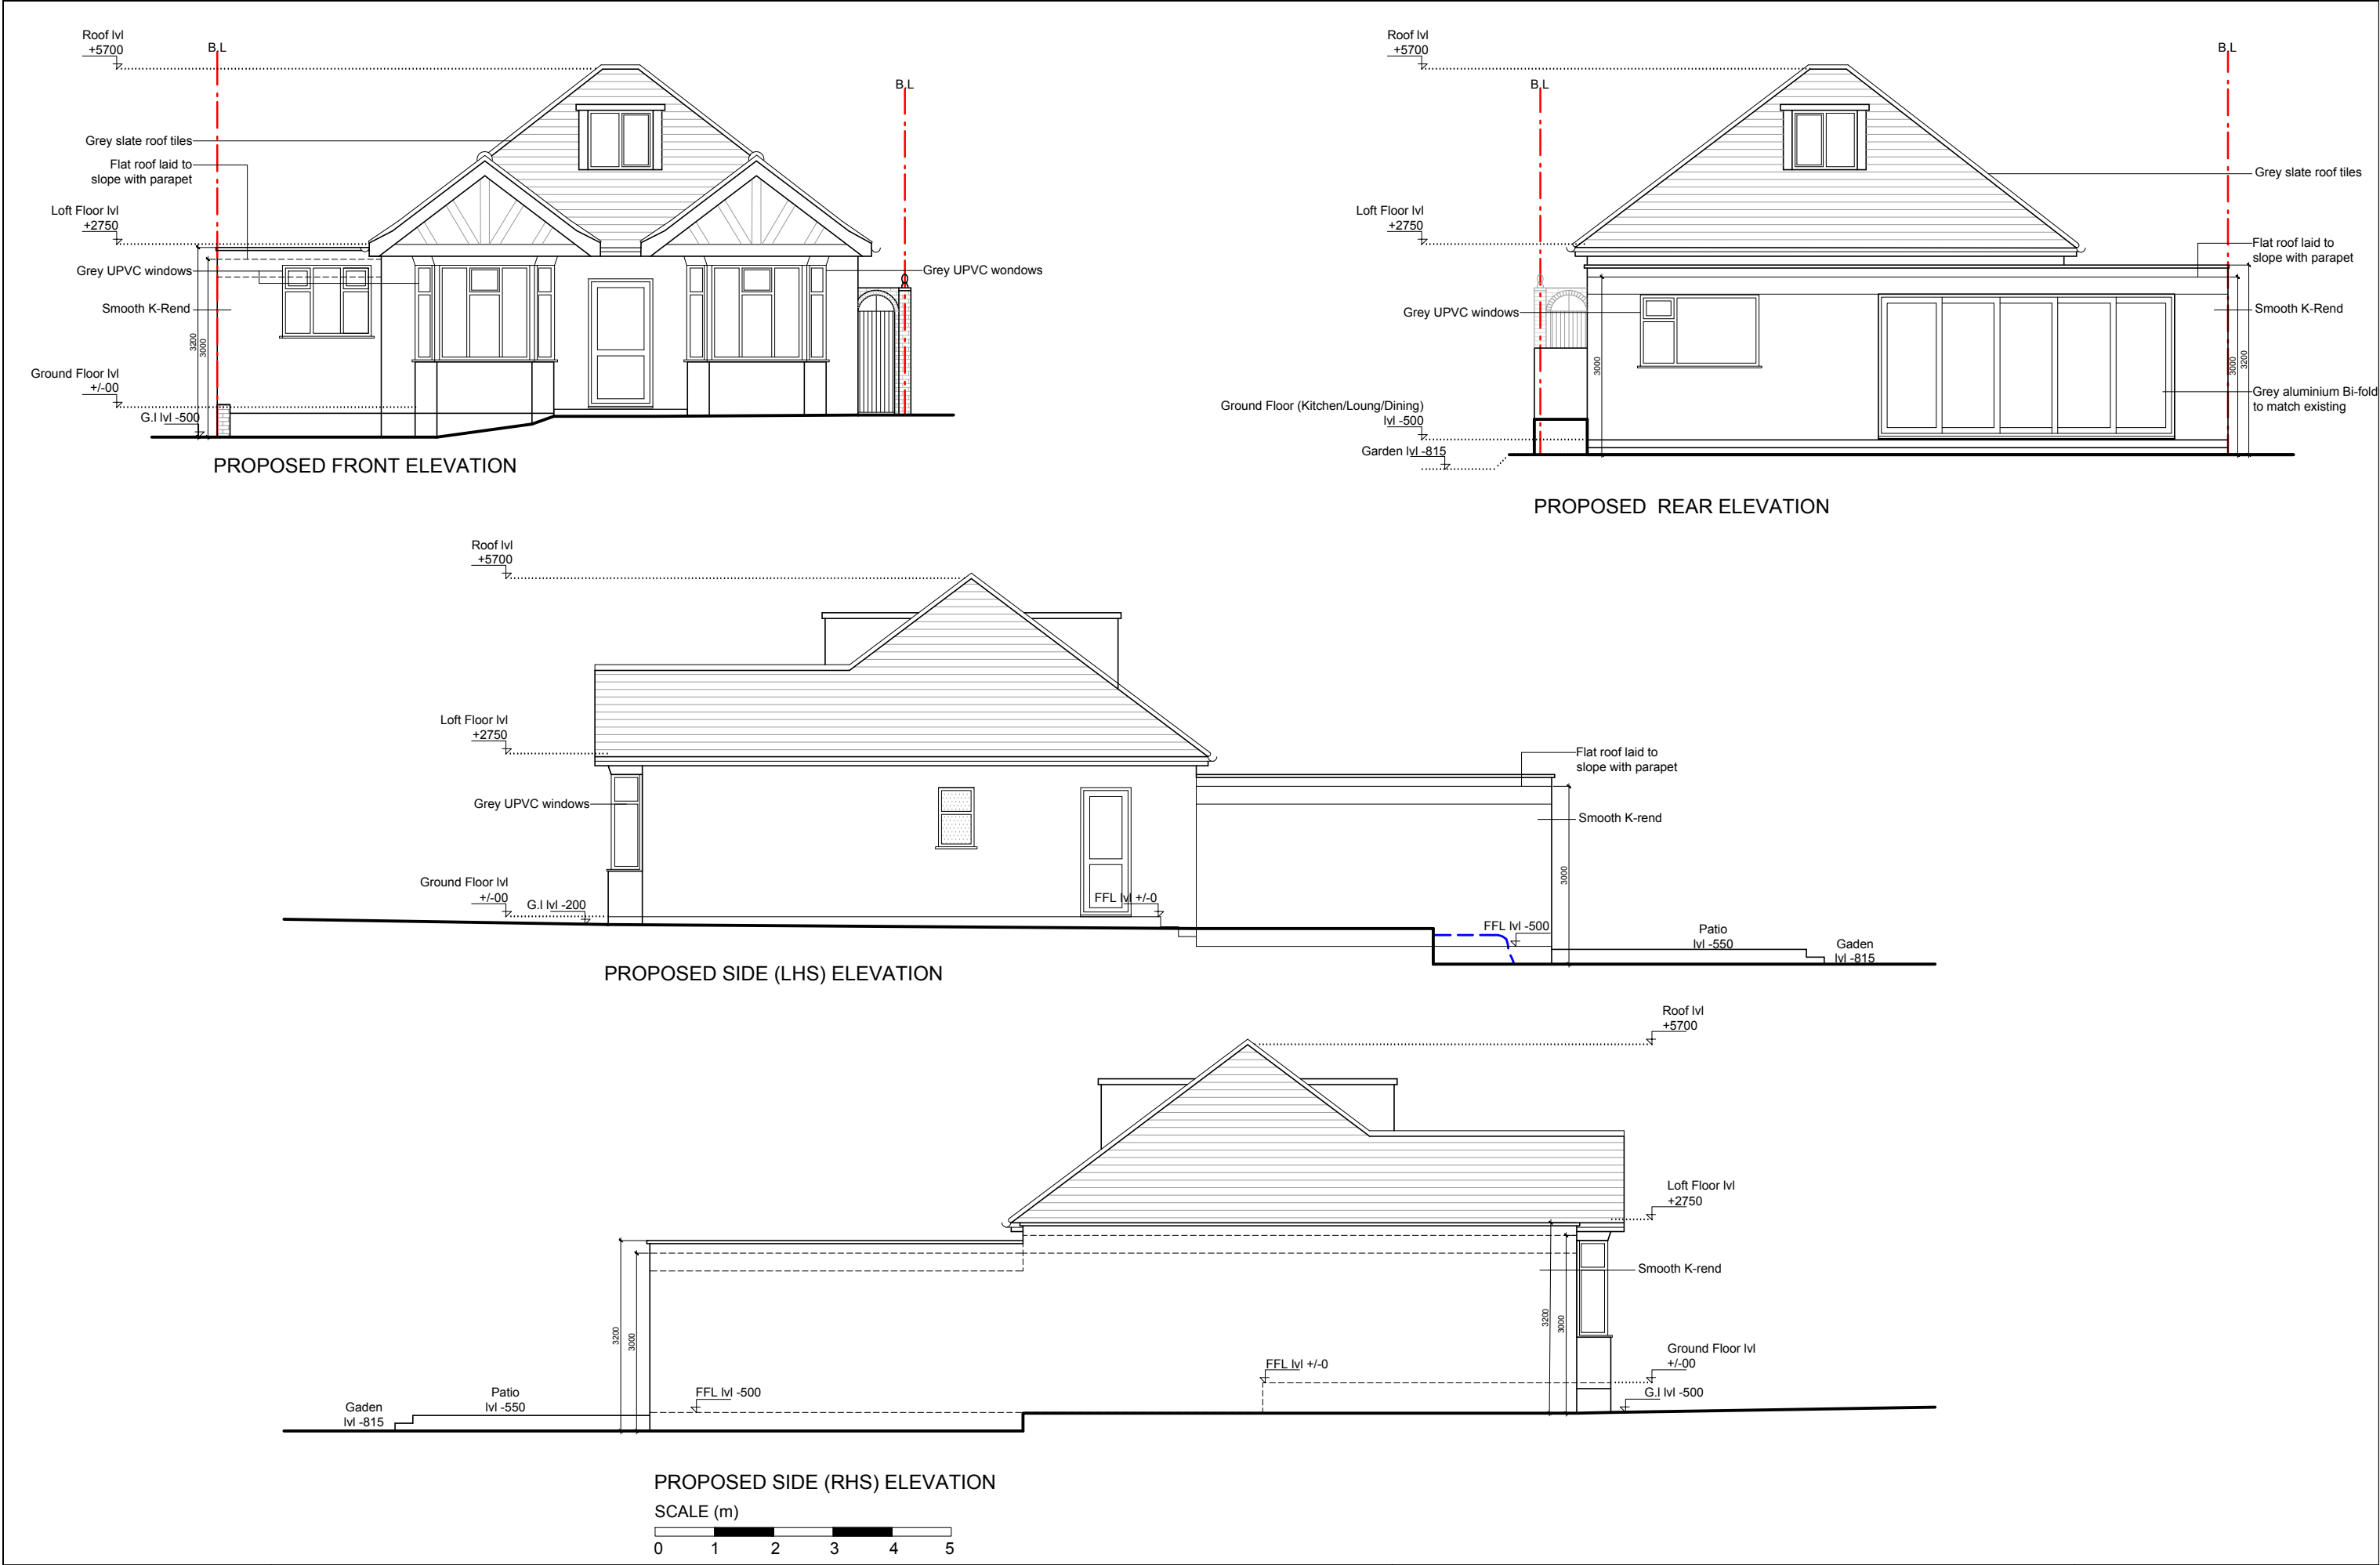 Roof lvl
+5700
B.L
B.L
Grey slate roof tiles
Flat roof laid to
slope with parapet
Loft Floor lvl
+2750
Grey UPVC windows
Grey UPVC wondows
Smooth K-Rend
3200
3000
Ground Floor lvl
+/-00
G.l lvl -500
PROPOSED FRONT ELEVATION
Roof lvl
+5700
B.L
B.L
Grey slate roof tiles
Loft Floor lvl
+2750
Flat roof laid to
slope with parapet
Grey UPVC windows
Smooth K-Rend
3000
3000
3200
Grey aluminium Bi-fold
to match existing
Ground Floor (Kitchen/Loung/Dining)
lvl -500
Garden lvl -815
PROPOSED REAR ELEVATION
Roof lvl
+5700
Loft Floor lvl
+2750
Flat roof laid to
slope with parapet
Grey UPVC windows
Smooth K-rend
3000
Ground Floor lvl
+/-00
G.l lvl -200
FFL lvl +/-0
FFL lvl -500
Patio
lvl -550
Gaden
lvl -815
PROPOSED SIDE (LHS) ELEVATION
Roof lvl
+5700
Loft Floor lvl
+2750
Smooth K-rend
3200
3000
3200
3000
Ground Floor lvl
+/-00
FFL lvl +/-0
G.l lvl -500
FFL lvl -500
Patio
lvl -550
Gaden
lvl -815
PROPOSED SIDE (RHS) ELEVATION
SCALE (m)
0 1 2 3 4 5